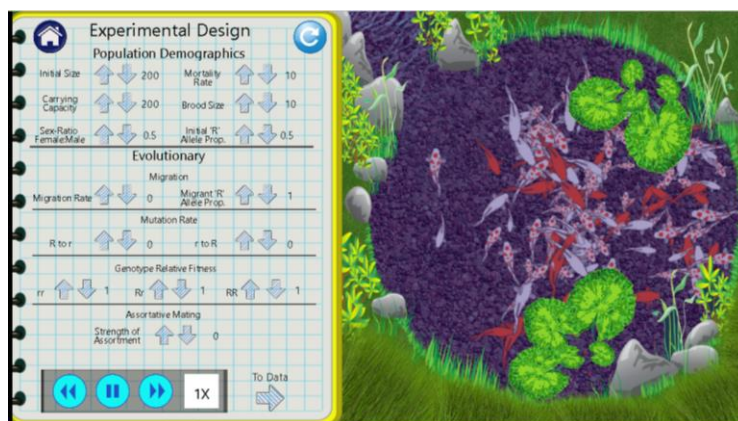 Experimental Design
Population Demographics
Initial Size 200 Mortality Rate 10
Carrying Capacity 200 Brood Size 10
Sex-Ratio Female:Male 0.5 Initial 'R' Allele Prop. 0.5
Evolutionary
Migration
Migration Rate 0 Migrant 'R' Allele Prop. 1
Mutation Rate
R to r 0 r to R 0
Genotype Relative Fitness
rr 1 Rr 1 RR 1
Assortative Mating
Strength of Assortment 0
To Data
1X